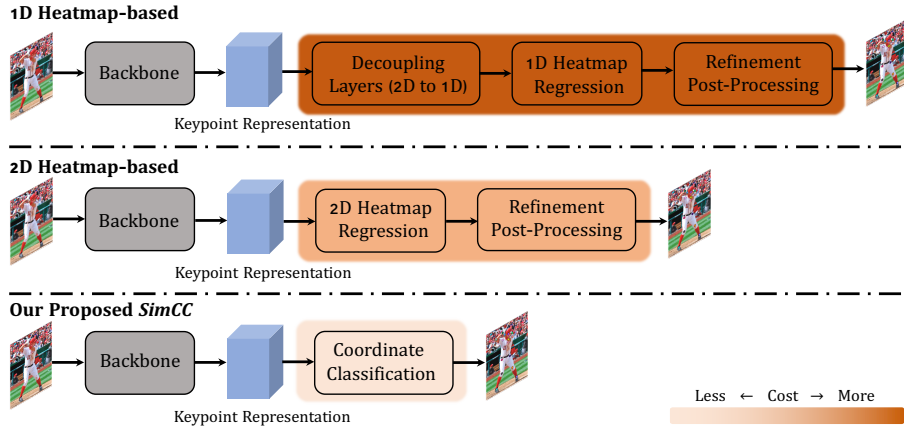 1D Heatmap-based
Backbone
Keypoint Representation
Decoupling
Layers (2D to 1D)
1D Heatmap
Regression
Refinement
Post-Processing
2D Heatmap-based
Backbone
Keypoint Representation
2D Heatmap
Regression
Refinement
Post-Processing
Our Proposed SimCC
Backbone
Keypoint Representation
Coordinate
Classification
Less ← Cost → More